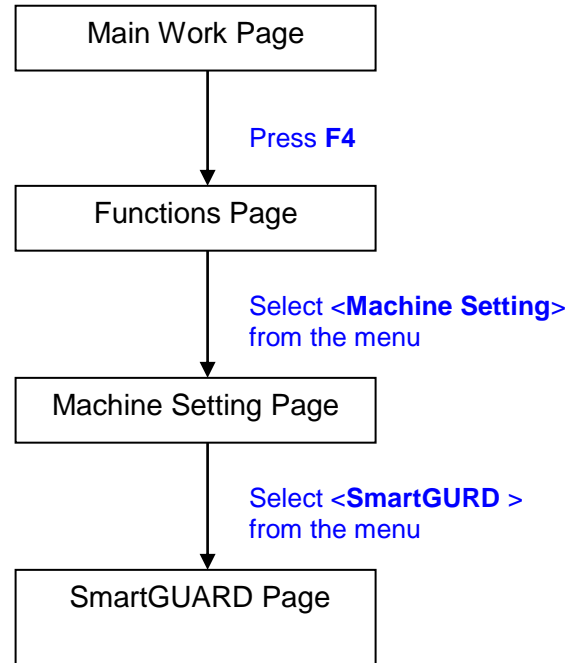 Main Work Page
Press F4
Functions Page
Select <Machine Setting>
from the menu
Machine Setting Page
Select <SmartGURD >
from the menu
SmartGUARD Page